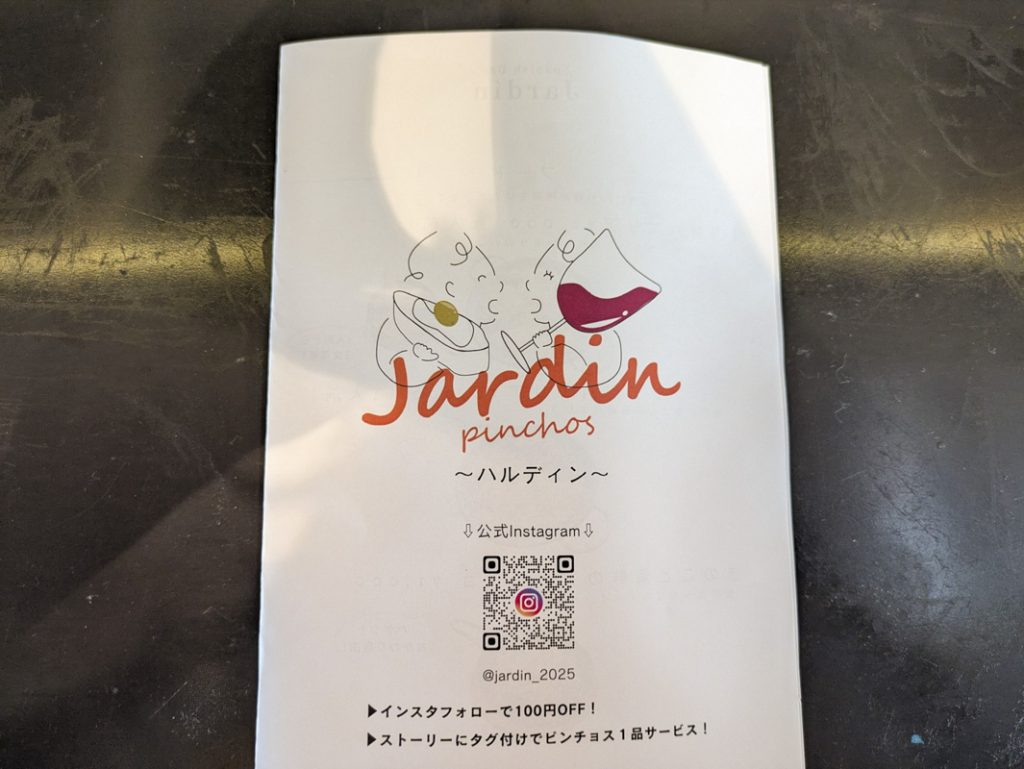 Jardin
pinchos
～ハルディン～
⇩公式Instagram⇩
@jardin_2025
▶インスタフォローで100円OFF！
▶ストーリーにタグ付けでピンチョス１品サービス！